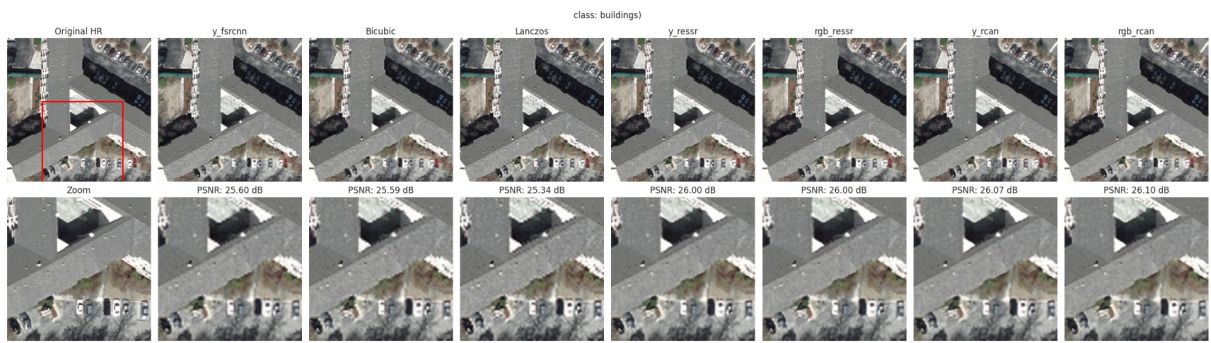 class: buildings)
Original HR y_fsrcnn Bicubic Lanczos y_ressr rgb_ressr y_rcan rgb_rcan
Zoom PSNR: 25.60 dB PSNR: 25.59 dB PSNR: 25.34 dB PSNR: 26.00 dB PSNR: 26.00 dB PSNR: 26.07 dB PSNR: 26.10 dB